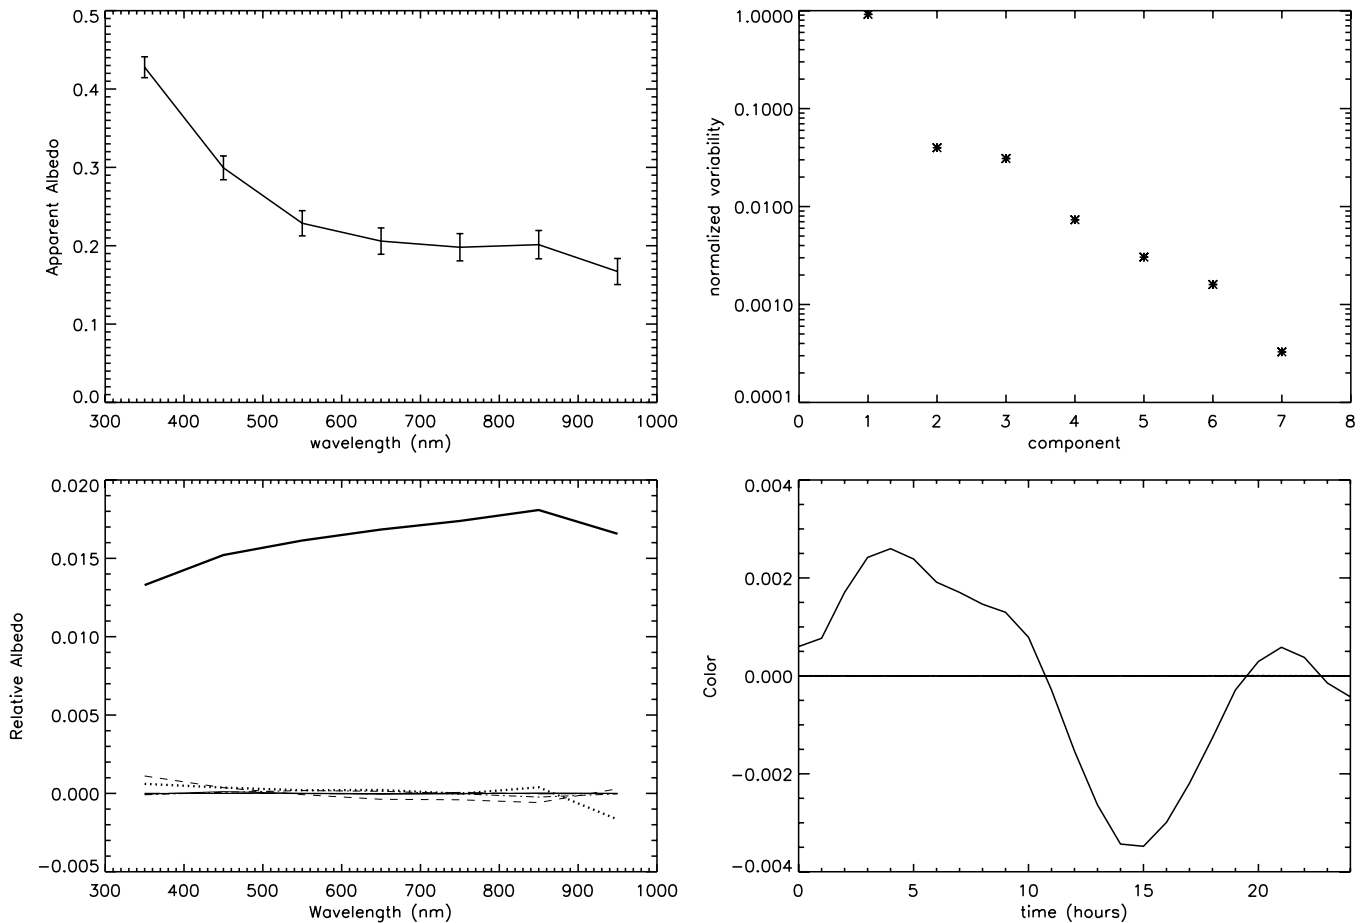 0.5
0.4
0.3
0.2
0.1
0.0
Apparent Albedo
300 400 500 600 700 800 900 1000
wavelength (nm)
1.0000
0.1000
0.0100
0.0010
0.0001
normalized variability
0 1 2 3 4 5 6 7 8
component
0.020
0.015
0.010
0.005
0.000
−0.005
Relative Albedo
300 400 500 600 700 800 900 1000
Wavelength (nm)
0.004
0.002
0.000
−0.002
−0.004
Color
0 5 10 15 20
time (hours)